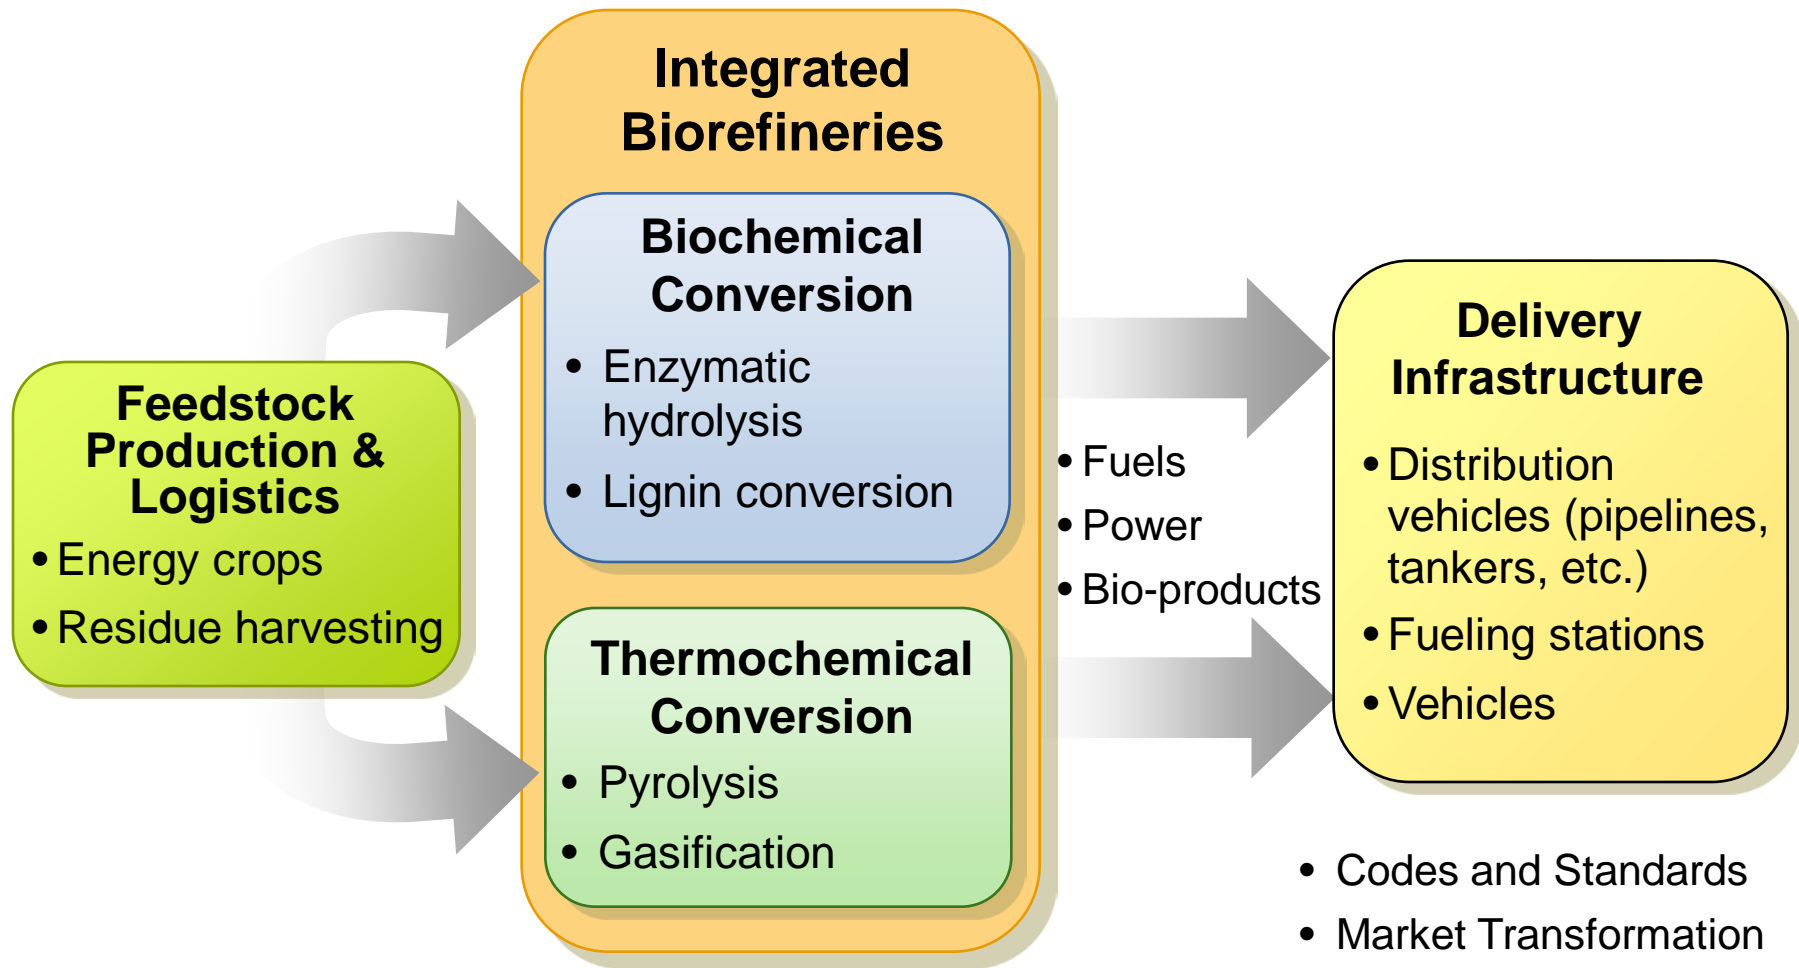 Integrated
Biorefineries
Biochemical
Conversion
• Enzymatic
hydrolysis
• Lignin conversion
Thermochemical
Conversion
• Pyrolysis
• Gasification
Feedstock
Production &
Logistics
• Energy crops
• Residue harvesting
• Fuels
• Power
• Bio-products
Delivery
Infrastructure
• Distribution
vehicles (pipelines,
tankers, etc.)
• Fueling stations
• Vehicles
• Codes and Standards
• Market Transformation